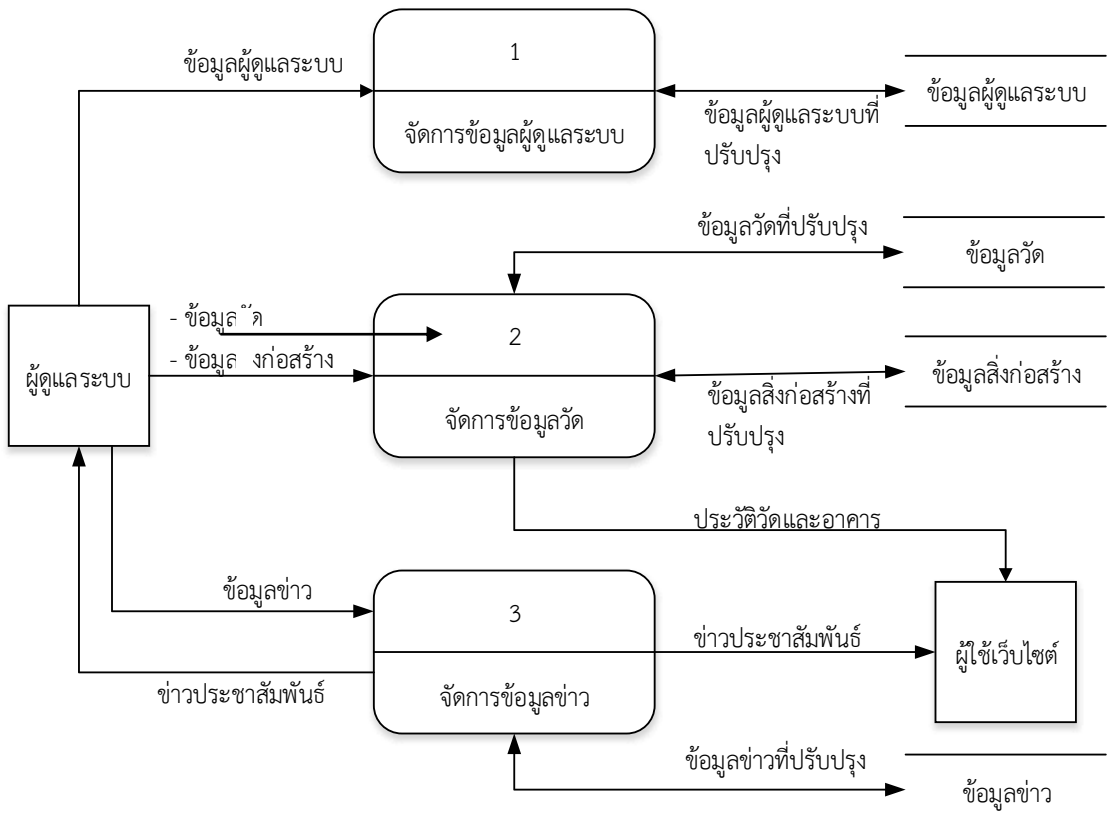 1
ข้อมูลผู้ดูแลระบบ
จัดการข้อมูลผู้ดูแลระบบ
ข้อมูลผู้ดูแลระบบที่
ปรับปรุง
ข้อมูลผู้ดูแลระบบ
ข้อมูลวัดที่ปรับปรุง
ข้อมูลวัด
ผู้ดูแลระบบ
-
-
ก่อสร้าง
2
จัดการข้อมูลวัด
ข้อมูลสิ่งก่อสร้างที่
ปรับปรุง
ข้อมูลสิ่งก่อสร้าง
ประวัติวัดและอาคาร
ข้อมูลข่าว
3
จัดการข้อมูลข่าว
ข่าวประชาสัมพันธ์
ข่าวประชาสัมพันธ์
ผู้ใช้เว็บไซต์
ข้อมูลข่าวที่ปรับปรุง
ข้อมูลข่าว